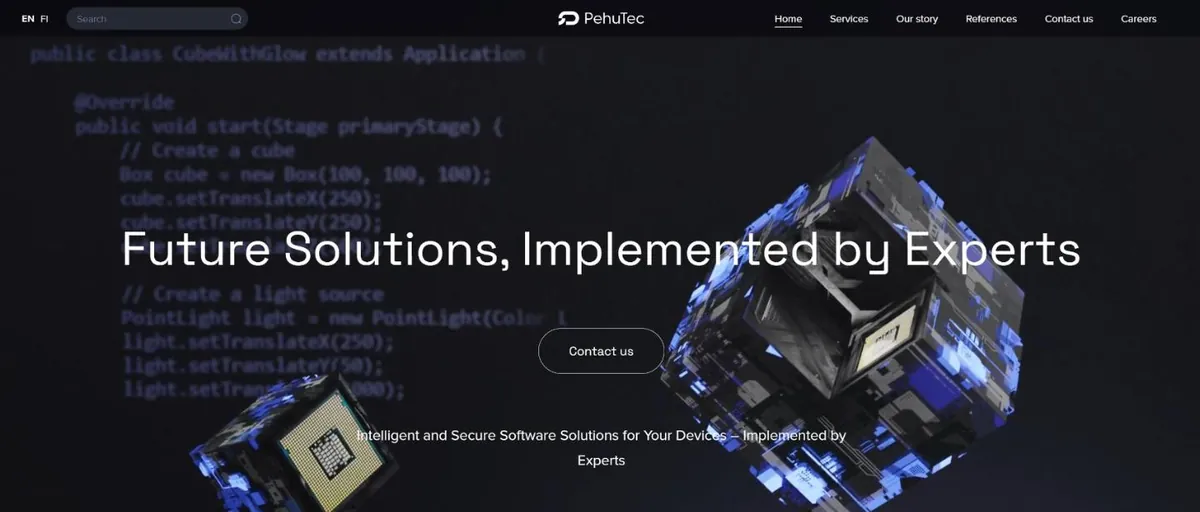 EN FI
Search
PehuTec
Home
Services
Our story
References
Contact us
Careers
public class CubeWithGlow extends Application {
@Override
public void start(Stage primaryStage) {
// Create a cube
Box cube = new Box(100, 100, 100);
cube.setTranslateX(250);
cube.setTranslateY(250);
Future Solutions, Implemented by Experts
// Create a light source
PointLight light = new PointLight(Color
light.setTranslateX(250);
Contact us
light.setTranslateY(50);
Intelligent and Secure Software Solutions for Your Devices – Implemented by
Experts